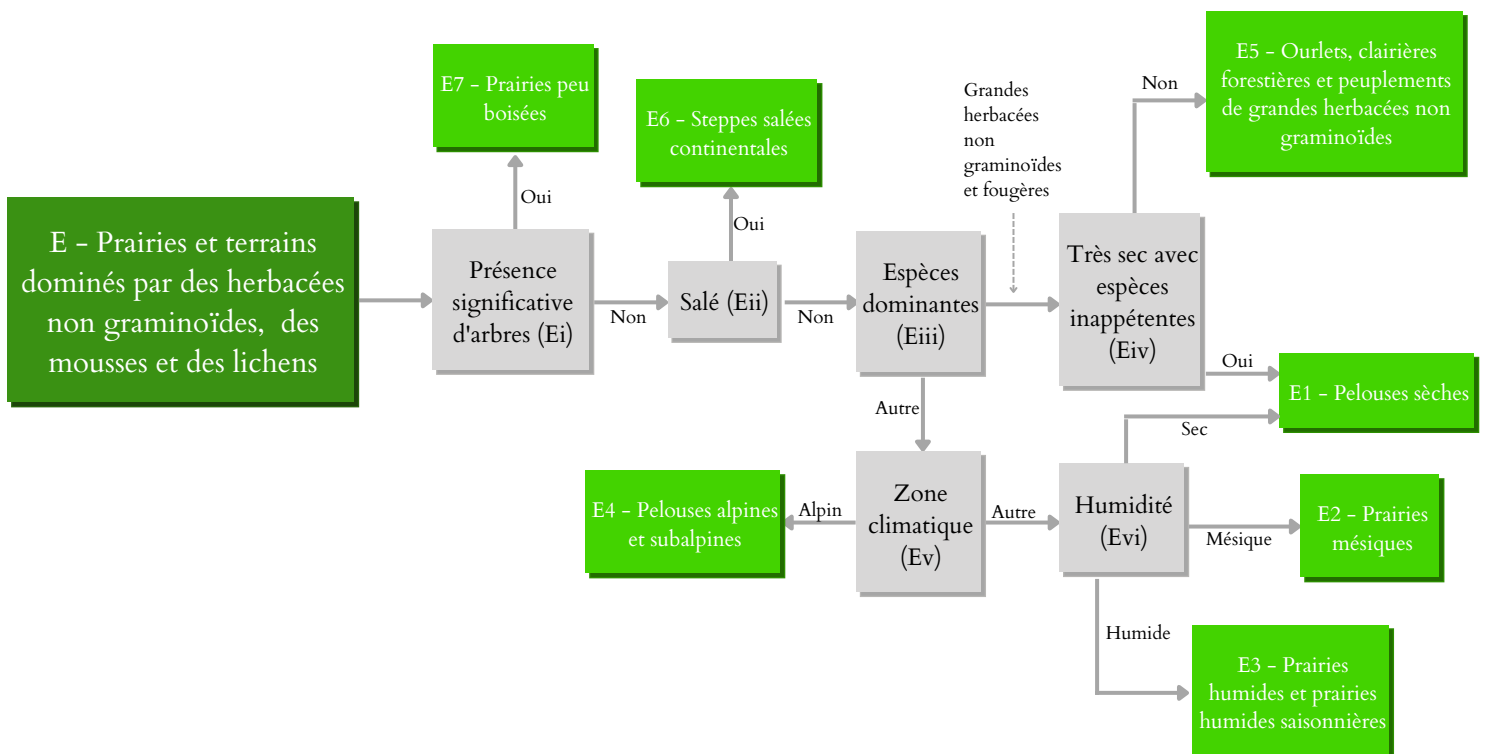 E7 - Prairies peu
boisées
E6 - Steppes salées
continentales
Grandes
herbacées
non
graminoïdes
et fougères
Non
E5 - Ourlets, clairières
forestières et peuplements
de grandes herbacées non
graminoïdes
Oui
Oui
E - Prairies et terrains
dominés par des herbacées
non graminoïdes, des
mousses et des lichens
Présence
significative
d'arbres (Ei)
Non
Salé (Eii)
Non
Espèces
dominantes
(Eiii)
Très sec avec
espèces
inappétentes
(Eiv)
Oui
E1 - Pelouses sèches
Autre
Sec
E4 - Pelouses alpines
et subalpines
Alpin
Zone
climatique
(Ev)
Autre
Humidité
(Evi)
Mésique
E2 - Prairies
mésiques
Humide
E3 - Prairies
humides et prairies
humides saisonnières